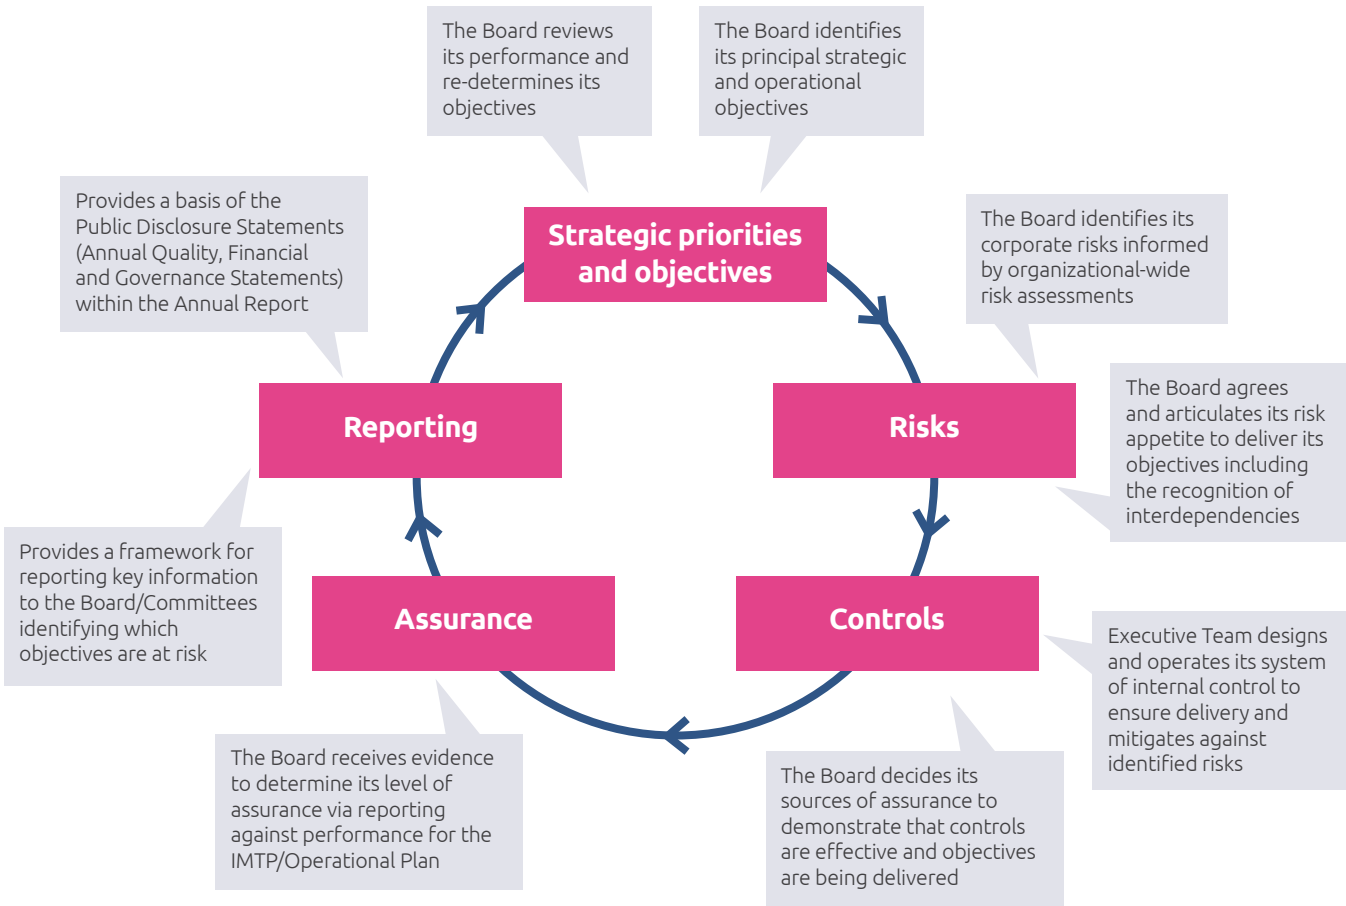 The Board reviews
its performance and
re-determines its
objectives
The Board identifies
its principal strategic
and operational
objectives
Provides a basis of the
Public Disclosure Statements
(Annual Quality, Financial
and Governance Statements)
within the Annual Report
Strategic priorities
and objectives
The Board identifies its
corporate risks informed
by organizational-wide
risk assessments
Reporting
Risks
The Board agrees
and articulates its risk
appetite to deliver its
objectives including
the recognition of
interdependencies
Provides a framework for
reporting key information
to the Board/Committees
identifying which
objectives are at risk
Assurance
Controls
Executive Team designs
and operates its system
of internal control to
ensure delivery and
mitigates against
identified risks
The Board receives evidence
to determine its level of
assurance via reporting
against performance for the
IMTP/Operational Plan
The Board decides its
sources of assurance to
demonstrate that controls
are effective and objectives
are being delivered